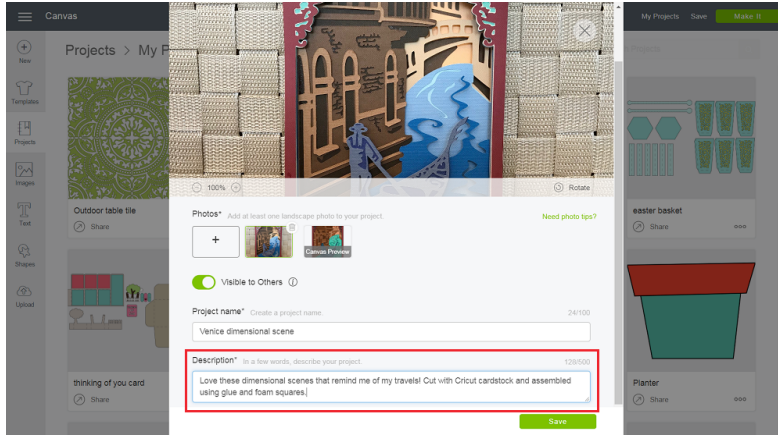 Canvas
My Projects
Save
Make It
New
Templates
Projects
Images
Text
Shapes
Upload
Projects > My P
Outdoor table tile
Share
thinking of you card
Share
100%
Rotate
Photos* Add at least one landscape photo to your project.
Need photo tips?
+
Canvas Preview
Visible to Others
Project name* Create a project name.
24/100
Venice dimensional scene
Description* In a few words, describe your project.
128/500
Love these dimensional scenes that remind me of my travels! Cut with Cricut cardstock and assembled
using glue and foam squares.
Save
easter basket
Share
Planter
Share